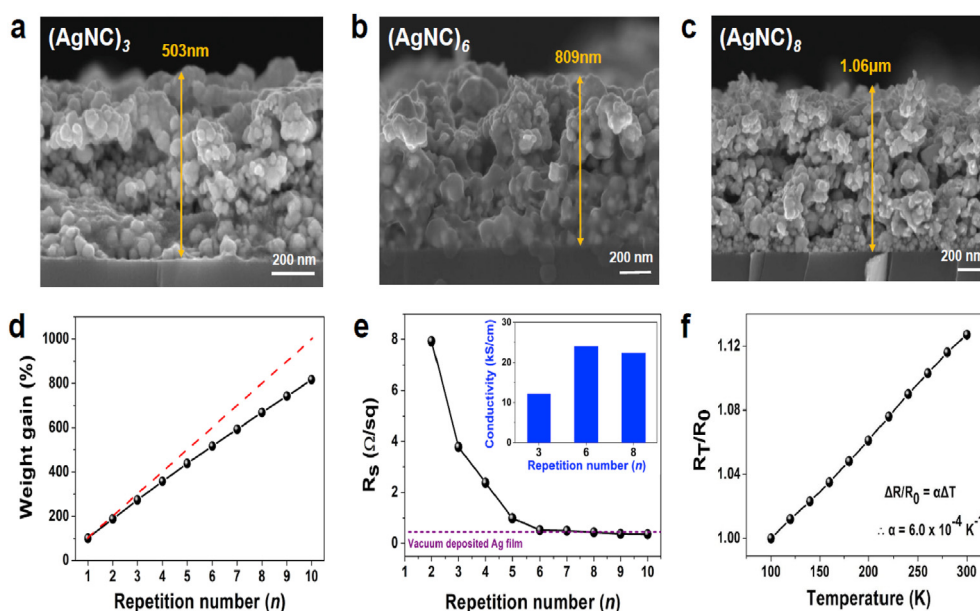 a
(AgNC)3
503nm
200 nm
b
(AgNC)6
809nm
200 nm
c
(AgNC)8
1.06μm
200 nm
d
Weight gain (%)
1000
800
600
400
200
0
1 2 3 4 5 6 7 8 9 10
Repetition number (n)
e
RS (Ω/sq)
8
6
4
2
0
Vacuum deposited Ag film
1 2 3 4 5 6 7 8 9 10
Repetition number (n)
Conductivity (kS/cm)
30
20
10
0
3 6 8
Repetition number (n)
f
RT/R0
1.12
1.08
1.04
1.00
ΔR/R0 = αΔT
∴ α = 6.0 x 10-4 K-1
100 150 200 250 300
Temperature (K)